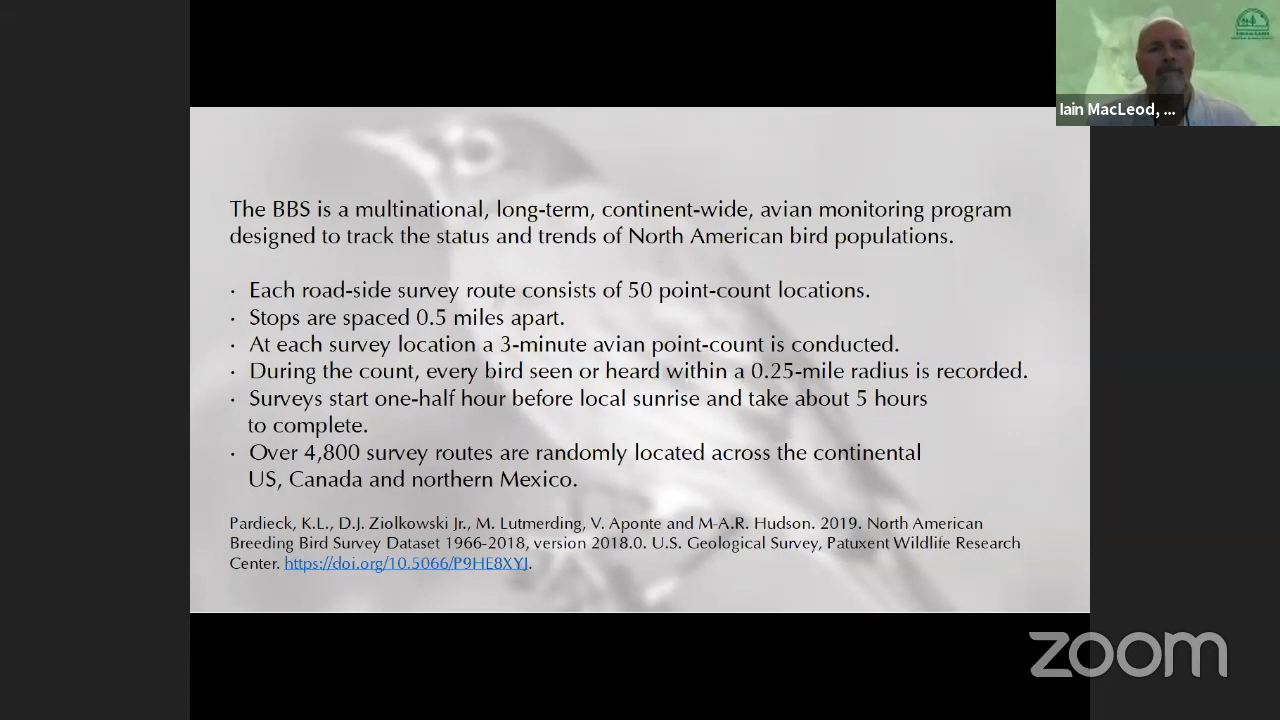 Iain MacLeod, ...
The BBS is a multinational, long-term, continent-wide, avian monitoring program
designed to track the status and trends of North American bird populations.
· Each road-side survey route consists of 50 point-count locations.
· Stops are spaced 0.5 miles apart.
· At each survey location a 3-minute avian point-count is conducted.
· During the count, every bird seen or heard within a 0.25-mile radius is recorded.
· Surveys start one-half hour before local sunrise and take about 5 hours
to complete.
· Over 4,800 survey routes are randomly located across the continental
US, Canada and northern Mexico.
Pardieck, K.L., D.J. Ziolkowski Jr., M. Lutmerding, V. Aponte and M-A.R. Hudson. 2019. North American
Breeding Bird Survey Dataset 1966-2018, version 2018.0. U.S. Geological Survey, Patuxent Wildlife Research
Center. https://doi.org/10.5066/P9HE8XYJ.
zoom